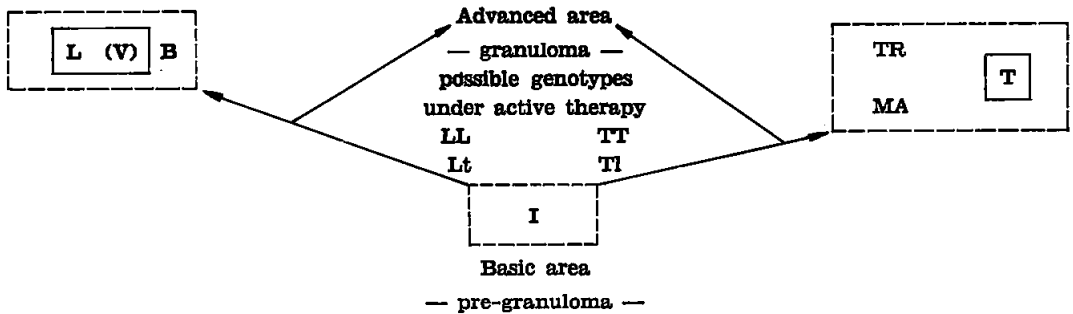 Advanced area
— granuloma —
possible genotypes
under active therapy
LL TT
Lt Tl
L (V) B
TR
T
MA
I
Basic area
— pre-granuloma —